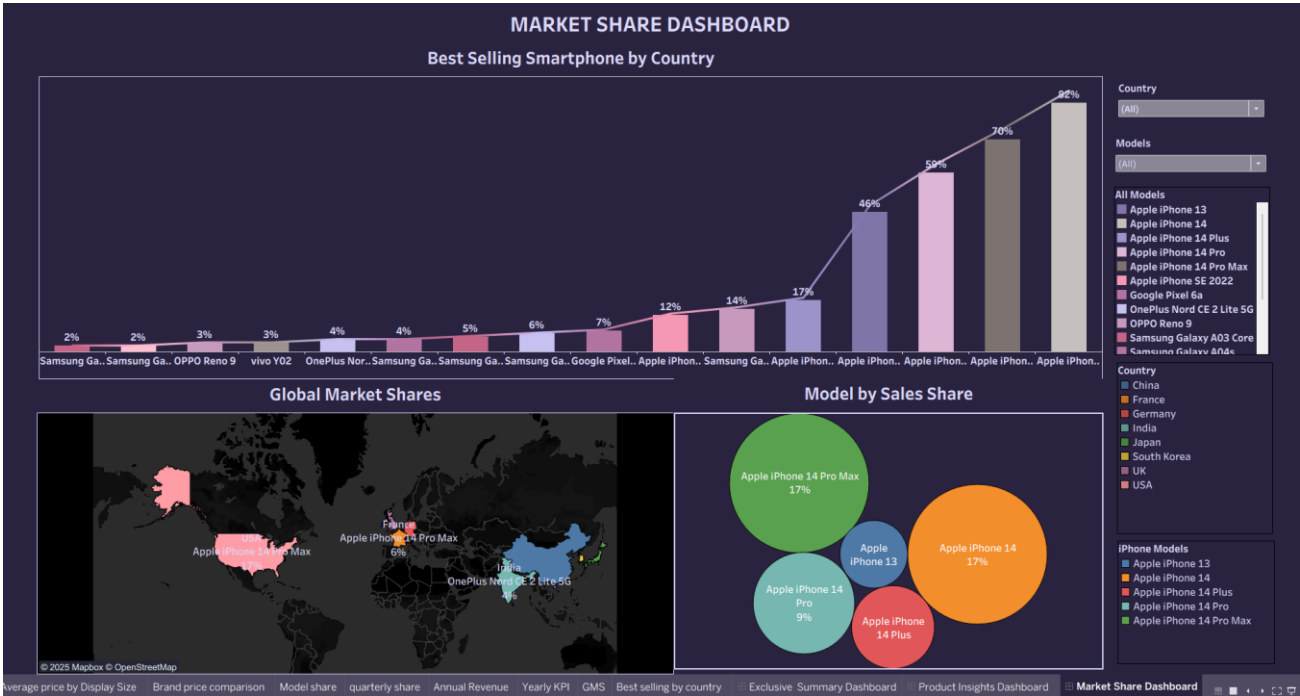 MARKET SHARE DASHBOARD
Best Selling Smartphone by Country
2%
2%
3%
3%
4%
4%
5%
6%
7%
12%
14%
17%
46%
59%
70%
82%
Samsung Ga..
Samsung Ga..
OPPO Reno 9
vivo Y02
OnePlus Nor..
Samsung Ga..
Samsung Ga..
Samsung Ga..
Google Pixel..
Apple iPhon..
Samsung Ga..
Apple iPhon..
Apple iPhon..
Apple iPhon..
Apple iPhon..
Apple iPhon..
Country
(All)
Models
(All)
All Models
Apple iPhone 13
Apple iPhone 14
Apple iPhone 14 Plus
Apple iPhone 14 Pro
Apple iPhone 14 Pro Max
Apple iPhone SE 2022
Google Pixel 6a
OnePlus Nord CE 2 Lite 5G
OPPO Reno 9
Samsung Galaxy A03 Core
Samsung Galaxy A04s
Global Market Shares
USA
Apple iPhone 14 Pro Max
17%
France
Apple iPhone 14 Pro Max
6%
India
OnePlus Nord CE 2 Lite 5G
4%
© 2025 Mapbox © OpenStreetMap
Model by Sales Share
Apple iPhone 14 Pro Max
17%
Apple iPhone 14
17%
Apple
iPhone 13
Apple iPhone 14
Pro
9%
Apple iPhone
14 Plus
Country
China
France
Germany
India
Japan
South Korea
UK
USA
iPhone Models
Apple iPhone 13
Apple iPhone 14
Apple iPhone 14 Plus
Apple iPhone 14 Pro
Apple iPhone 14 Pro Max
Average price by Display Size
Brand price comparison
Model share
quarterly share
Annual Revenue
Yearly KPI
GMS
Best selling by country
Exclusive Summary Dashboard
Product Insights Dashboard
Market Share Dashboard